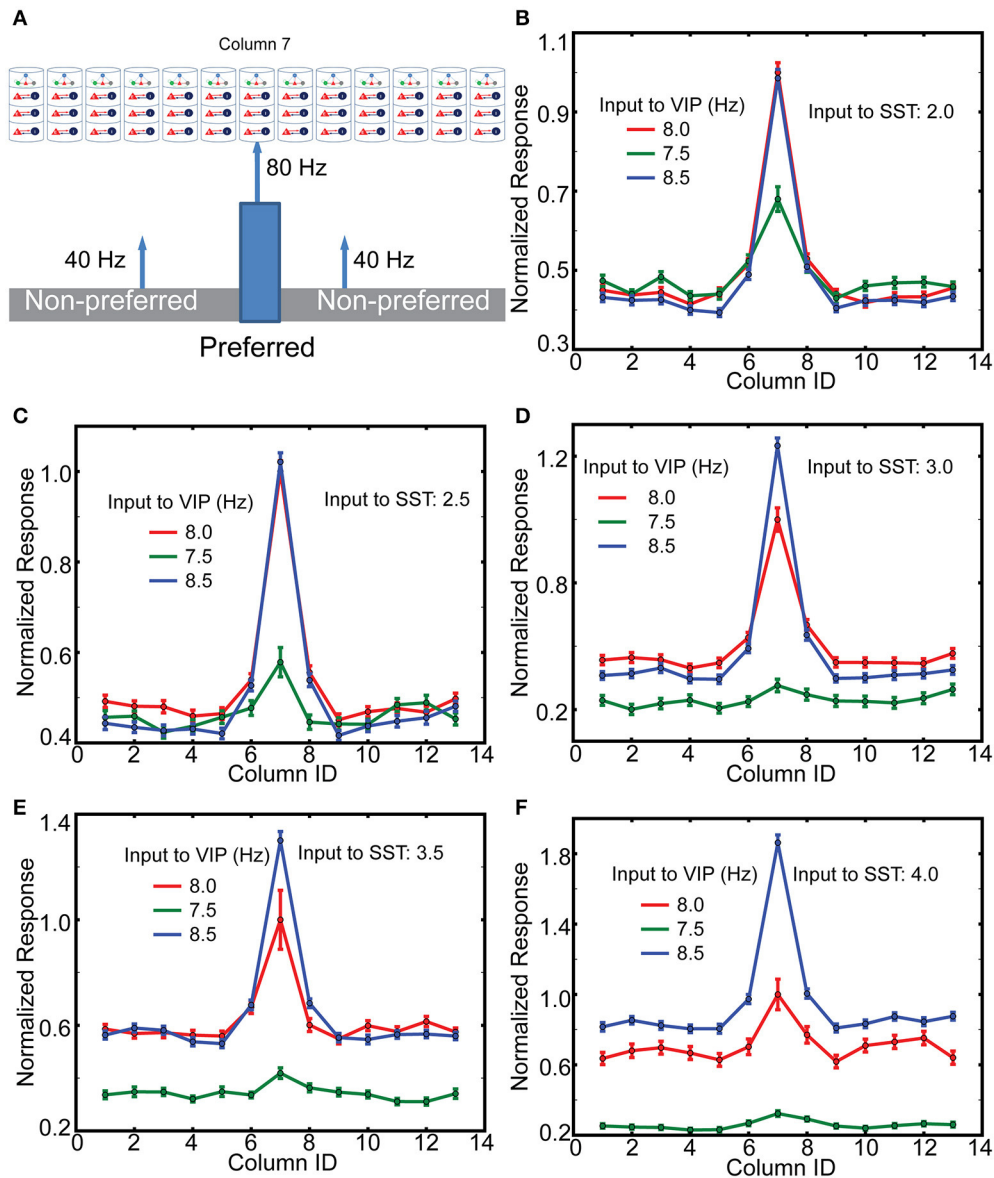 A
Column 7
80 Hz
40 Hz
40 Hz
Non-preferred
Non-preferred
Preferred
B
1.1
0.9
0.7
0.5
0.3
Normalized Response
Input to VIP (Hz)
8.0
7.5
8.5
Input to SST: 2.0
0 2 4 6 8 10 12 14
Column ID
C
1.0
0.8
0.6
0.4
Normalized Response
Input to VIP (Hz)
8.0
7.5
8.5
Input to SST: 2.5
0 2 4 6 8 10 12 14
Column ID
D
1.2
0.8
0.2
Normalized Response
Input to VIP (Hz)
8.0
7.5
8.5
Input to SST: 3.0
0 2 4 6 8 10 12 14
Column ID
E
1.4
1.0
0.6
0.2
Normalized Response
Input to VIP (Hz)
8.0
7.5
8.5
Input to SST: 3.5
0 2 4 6 8 10 12 14
Column ID
F
1.8
1.4
1.0
0.6
0.2
Normalized Response
Input to VIP (Hz)
8.0
7.5
8.5
Input to SST: 4.0
0 2 4 6 8 10 12 14
Column ID